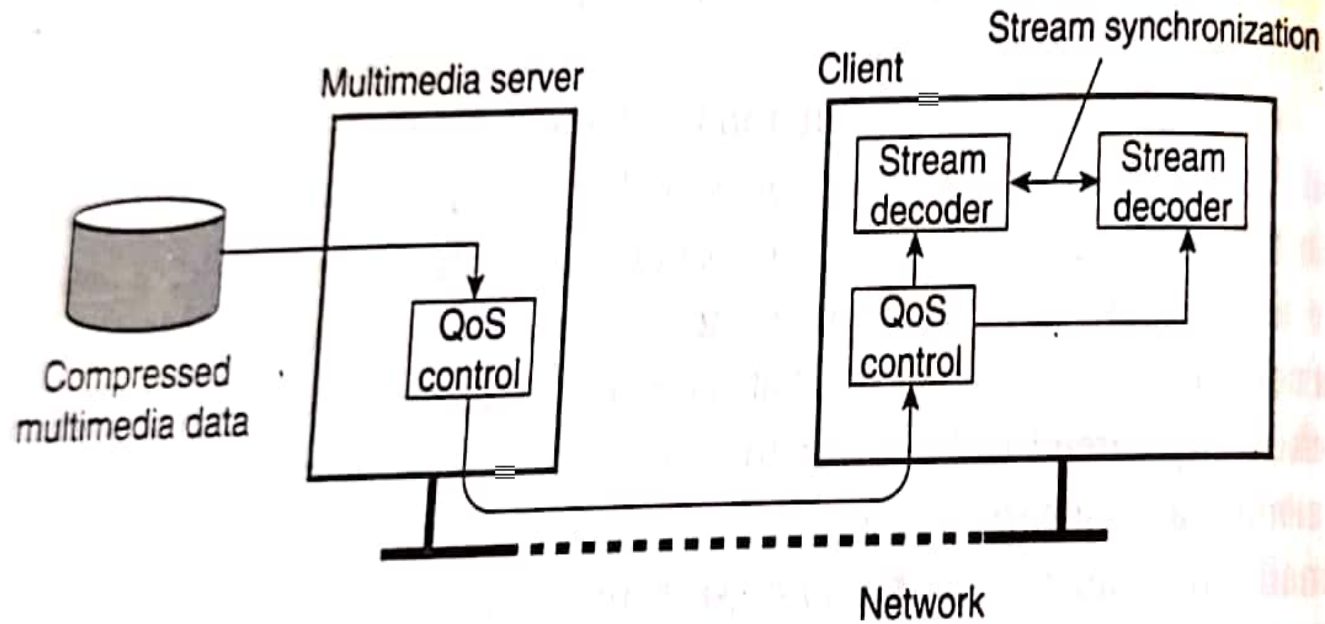 Stream synchronization
Multimedia server
Client
Stream
decoder
Stream
decoder
QoS
control
QoS
control
Compressed
multimedia data
Network